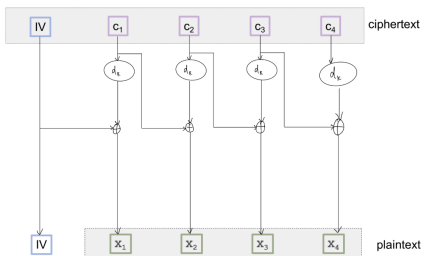 IV c₁ c₂ c₃ c₄ ciphertext
dₖ dₖ dₖ dₖ
IV x₁ x₂ x₃ x₄ plaintext